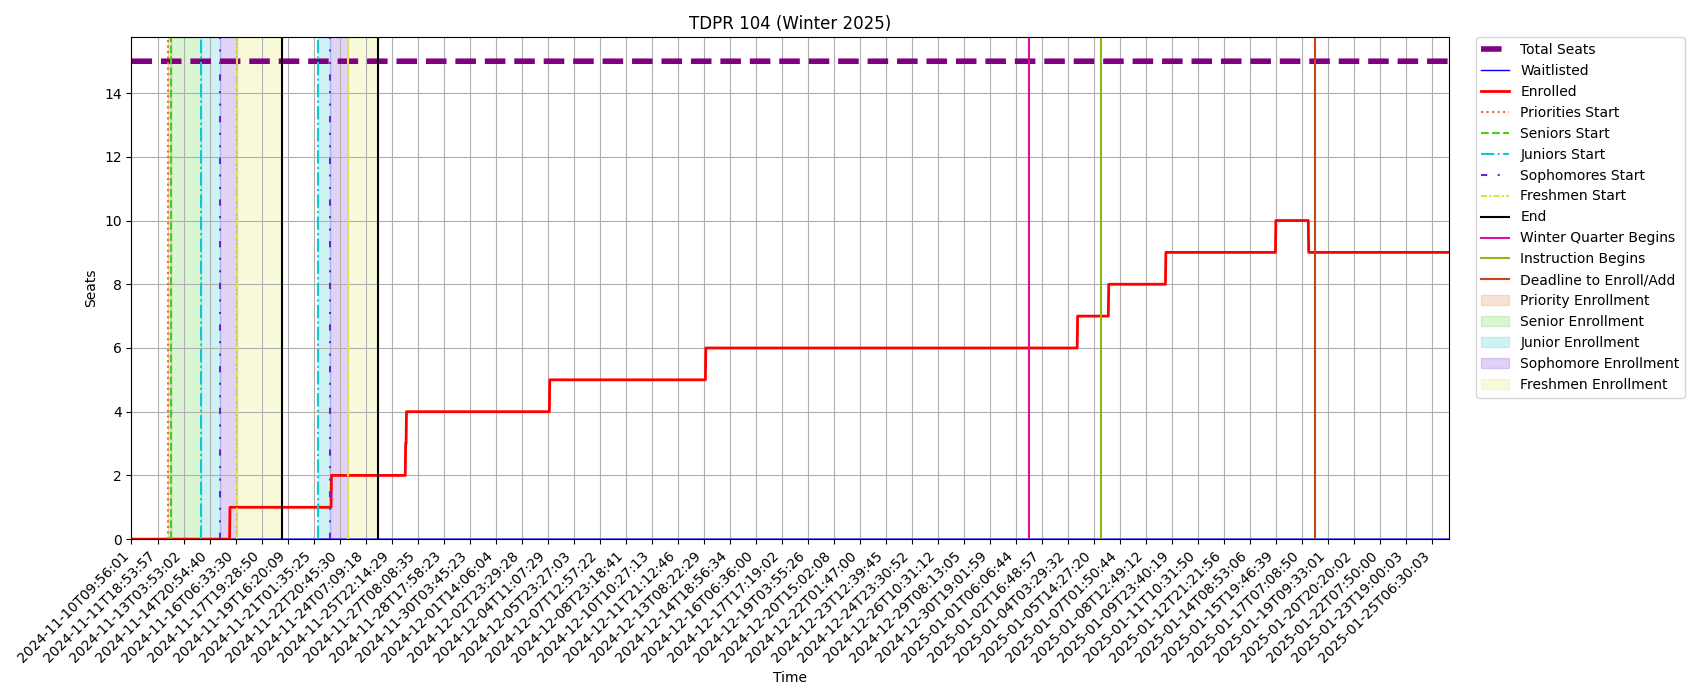 TDPR 104 (Winter 2025)
Seats
14
12
10
8
6
4
2
0
2024-11-10T09:56:01
2024-11-11T18:53:57
2024-11-13T03:53:02
2024-11-14T20:54:40
2024-11-16T06:33:30
2024-11-17T19:28:50
2024-11-19T16:20:09
2024-11-21T01:35:25
2024-11-22T20:45:30
2024-11-24T07:09:18
2024-11-25T22:14:29
2024-11-27T08:08:35
2024-11-28T17:58:23
2024-11-30T03:45:23
2024-12-01T14:06:04
2024-12-02T23:29:28
2024-12-04T11:07:29
2024-12-05T23:27:03
2024-12-07T12:57:22
2024-12-08T23:18:41
2024-12-10T10:27:13
2024-12-11T21:12:46
2024-12-13T08:22:29
2024-12-14T18:56:34
2024-12-16T06:36:00
2024-12-17T17:19:02
2024-12-19T03:55:26
2024-12-20T15:02:08
2024-12-22T01:47:00
2024-12-23T12:39:45
2024-12-24T23:30:52
2024-12-26T10:31:12
2024-12-29T08:13:05
2024-12-30T19:01:59
2025-01-01T06:06:44
2025-01-02T16:48:57
2025-01-04T03:29:32
2025-01-05T14:27:20
2025-01-07T01:50:44
2025-01-08T12:49:12
2025-01-09T23:40:19
2025-01-11T10:31:50
2025-01-12T21:21:56
2025-01-14T08:53:06
2025-01-15T19:46:39
2025-01-17T07:08:50
2025-01-19T09:33:01
2025-01-20T20:20:02
2025-01-22T07:50:00
2025-01-23T19:00:03
2025-01-25T06:30:03
Time
Total Seats
Waitlisted
Enrolled
Priorities Start
Seniors Start
Juniors Start
Sophomores Start
Freshmen Start
End
Winter Quarter Begins
Instruction Begins
Deadline to Enroll/Add
Priority Enrollment
Senior Enrollment
Junior Enrollment
Sophomore Enrollment
Freshmen Enrollment